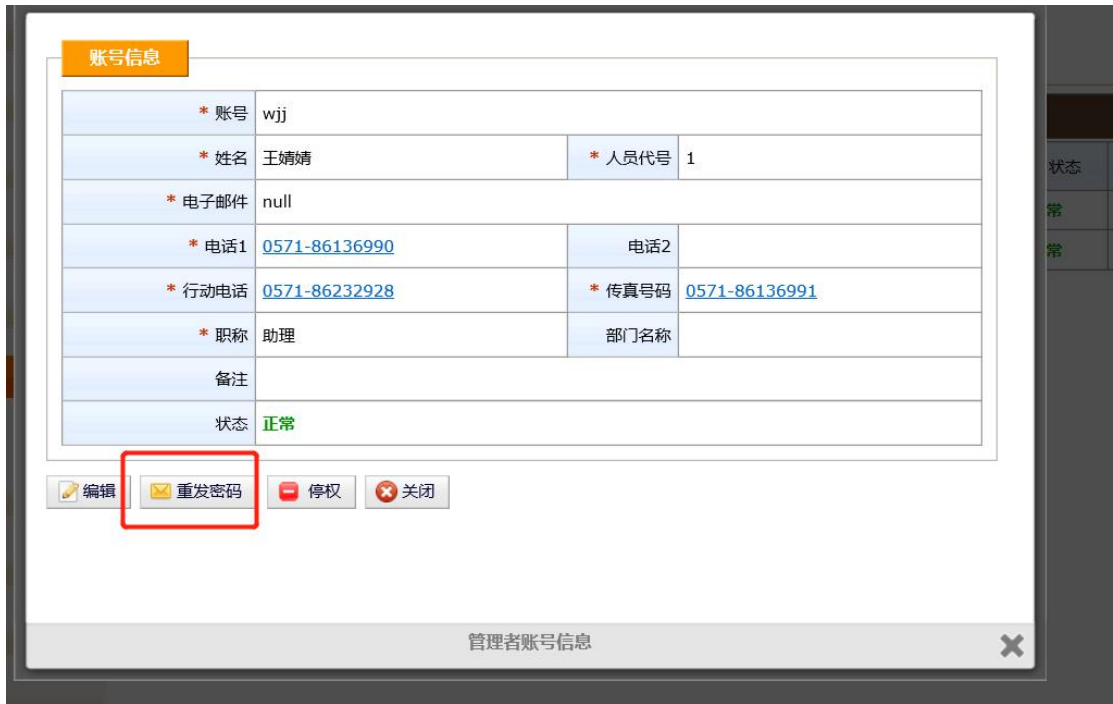 账号信息
* 账号 wjj
* 姓名 王婧婧 * 人员代号 1
* 电子邮件 null
* 电话1 0571-86136990 电话2
* 行动电话 0571-86232928 * 传真号码 0571-86136991
* 职称 助理 部门名称
备注
状态 正常
编辑 重发密码 停权 关闭
管理者账号信息
状态
常
常